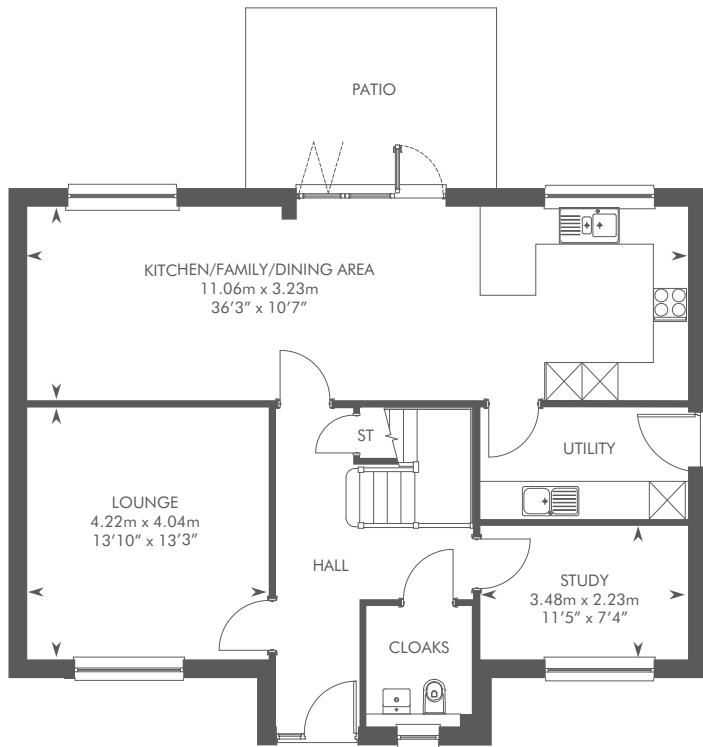 PATIO
KITCHEN/FAMILY/DINING AREA
11.06m x 3.23m
36’3” x 10’7”
ST
UTILITY
LOUNGE
4.22m x 4.04m
13’10” x 13’3”
HALL
STUDY
3.48m x 2.23m
11’5” x 7’4”
CLOAKS